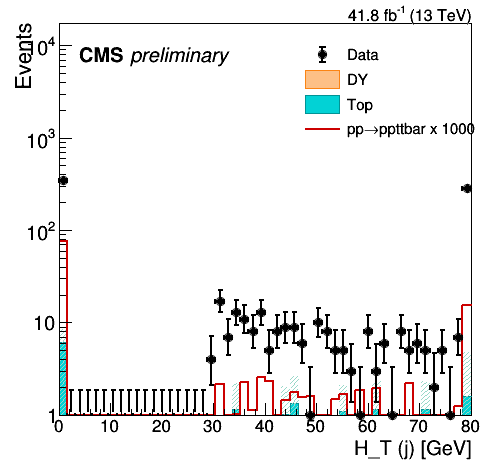 41.8 fb⁻¹ (13 TeV)
Events
CMS preliminary
Data
DY
Top
pp→ppttbar x 1000
10⁴
10³
10²
10
1
0 10 20 30 40 50 60 70 80
H_T (j) [GeV]